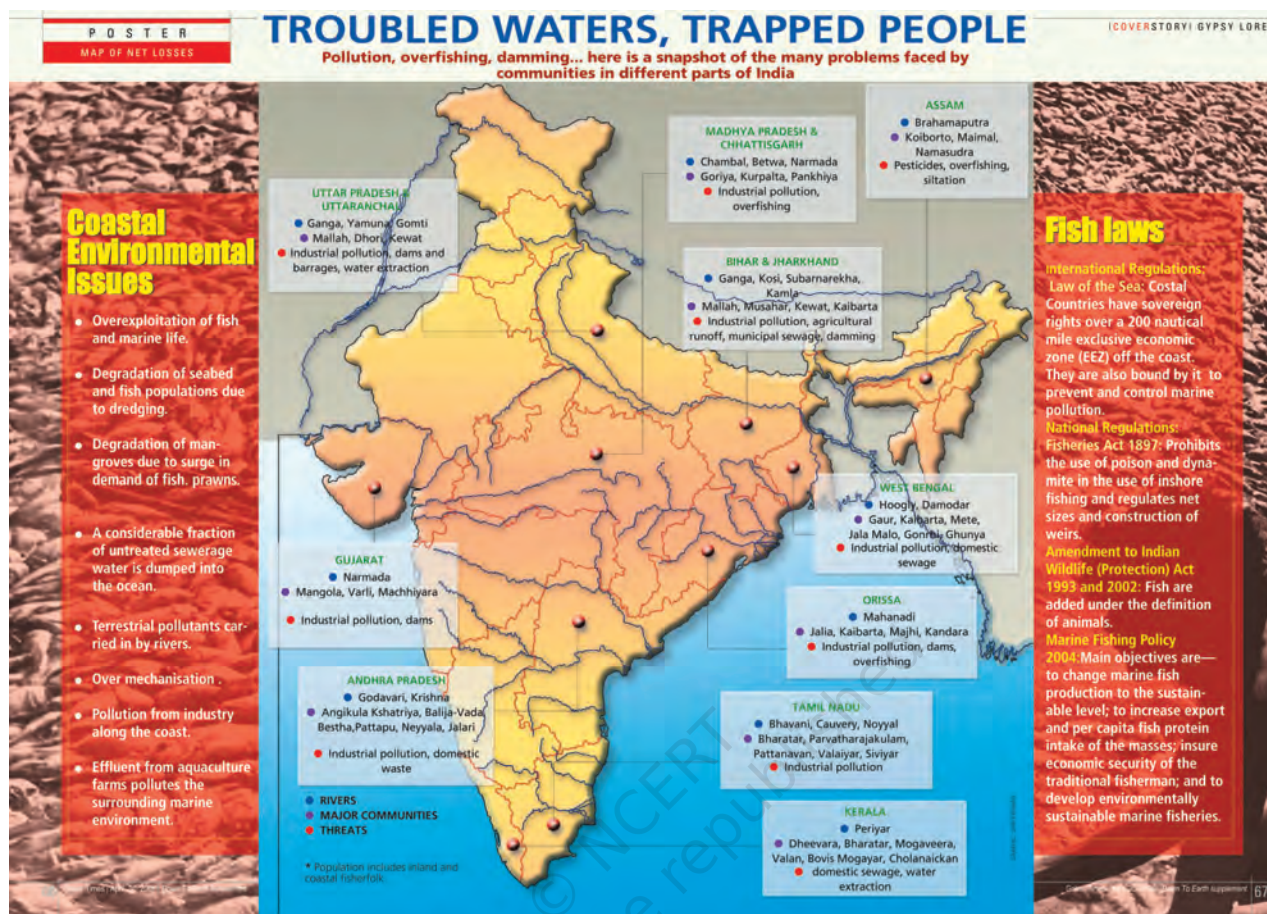 POSTER
MAP OF NET LOSSES
TROUBLED WATERS, TRAPPED PEOPLE
|COVERSTORY| GYPSY LORE
Pollution, overfishing, damming... here is a snapshot of the many problems faced by
communities in different parts of India
Coastal
Environmental
Issues
● Overexploitation of fish
and marine life.
● Degradation of seabed
and fish populations due
to dredging.
● Degradation of man-
groves due to surge in
demand of fish. prawns.
● A considerable fraction
of untreated sewerage
water is dumped into
the ocean.
● Terrestrial pollutants car-
ried in by rivers.
● Over mechanisation .
● Pollution from industry
along the coast.
● Effluent from aquaculture
farms pollutes the
surrounding marine
environment.
UTTAR PRADESH &
UTTARANCHAL
● Ganga, Yamuna, Gomti
● Mallah, Dhori, Kewat
● Industrial pollution, dams and
barrages, water extraction
MADHYA PRADESH &
CHHATTISGARH
● Chambal, Betwa, Narmada
● Goriya, Kurpalta, Pankhiya
● Industrial pollution,
overfishing
ASSAM
● Brahamaputra
● Koiborto, Maimal,
Namasudra
● Pesticides, overfishing,
siltation
BIHAR & JHARKHAND
● Ganga, Kosi, Subarnarekha,
Kamla
● Mallah, Musahar, Kewat, Kaibarta
● Industrial pollution, agricultural
runoff, municipal sewage, damming
WEST BENGAL
● Hoogly, Damodar
● Gaur, Kaibarta, Mete,
Jala Malo, Gonrhi, Ghunya
● Industrial pollution, domestic
sewage
GUJARAT
● Narmada
● Mangola, Varli, Machhiyara
● Industrial pollution, dams
ORISSA
● Mahanadi
● Jalia, Kaibarta, Majhi, Kandara
● Industrial pollution, dams,
overfishing
ANDHRA PRADESH
● Godavari, Krishna
● Angikula Kshatriya, Balija-Vada
Bestha,Pattapu, Neyyala, Jalari
● Industrial pollution, domestic
waste
TAMIL NADU
● Bhavani, Cauvery, Noyyal
● Bharatar, Parvatharajakulam,
Pattanavan, Valaiyar, Siviyar
● Industrial pollution
KERALA
● Periyar
● Dheevara, Bharatar, Mogaveera,
Valan, Bovis Mogayar, Cholanaickan
● domestic sewage, water
extraction
● RIVERS
● MAJOR COMMUNITIES
● THREATS
* Population includes inland and
coastal fisherfolk
© NCERT
Fish laws
International Regulations:
Law of the Sea: Costal
Countries have sovereign
rights over a 200 nautical
mile exclusive economic
zone (EEZ) off the coast.
They are also bound by it to
prevent and control marine
pollution.
National Regulations:
Fisheries Act 1897: Prohibits
the use of poison and dyna-
mite in the use of inshore
fishing and regulates net
sizes and construction of
weirs.
Amendment to Indian
Wildlife (Protection) Act
1993 and 2002: Fish are
added under the definition
of animals.
Marine Fishing Policy
2004:Main objectives are—
to change marine fish
production to the sustain-
able level; to increase export
and per capita fish protein
intake of the masses; insure
economic security of the
traditional fisherman; and to
develop environmentally
sustainable marine fisheries.
To Earth supplement
67